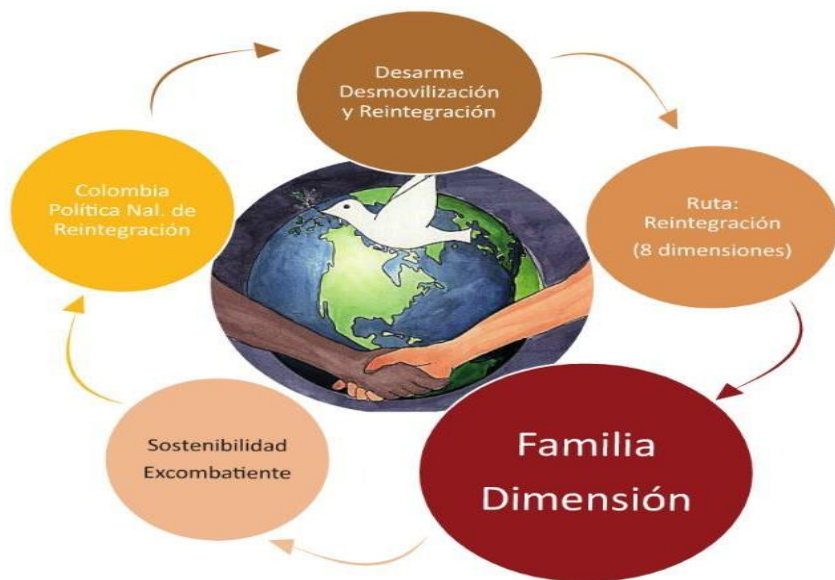 Desarme
Desmovilización
y Reintegración
Colombia
Política Nal. de
Reintegración
Ruta:
Reintegración
(8 dimensiones)
Familia
Dimensión
Sostenibilidad
Excombatiente